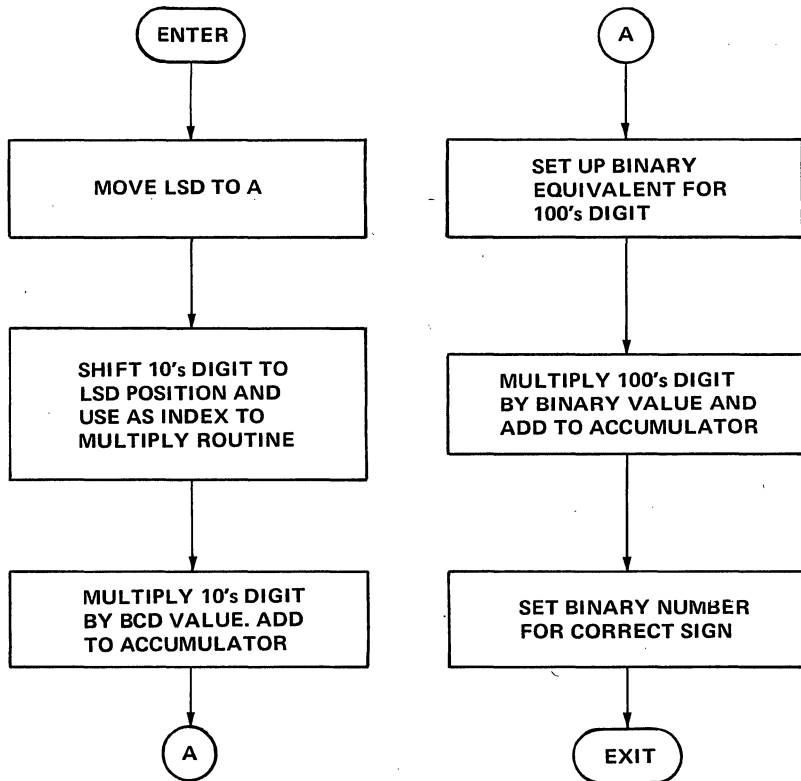 ENTER
MOVE LSD TO A
SHIFT 10's DIGIT TO
LSD POSITION AND
USE AS INDEX TO
MULTIPLY ROUTINE
MULTIPLY 10's DIGIT
BY BCD VALUE. ADD
TO ACCUMULATOR
A
A
SET UP BINARY
EQUIVALENT FOR
100's DIGIT
MULTIPLY 100's DIGIT
BY BINARY VALUE AND
ADD TO ACCUMULATOR
SET BINARY NUMBER
FOR CORRECT SIGN
EXIT